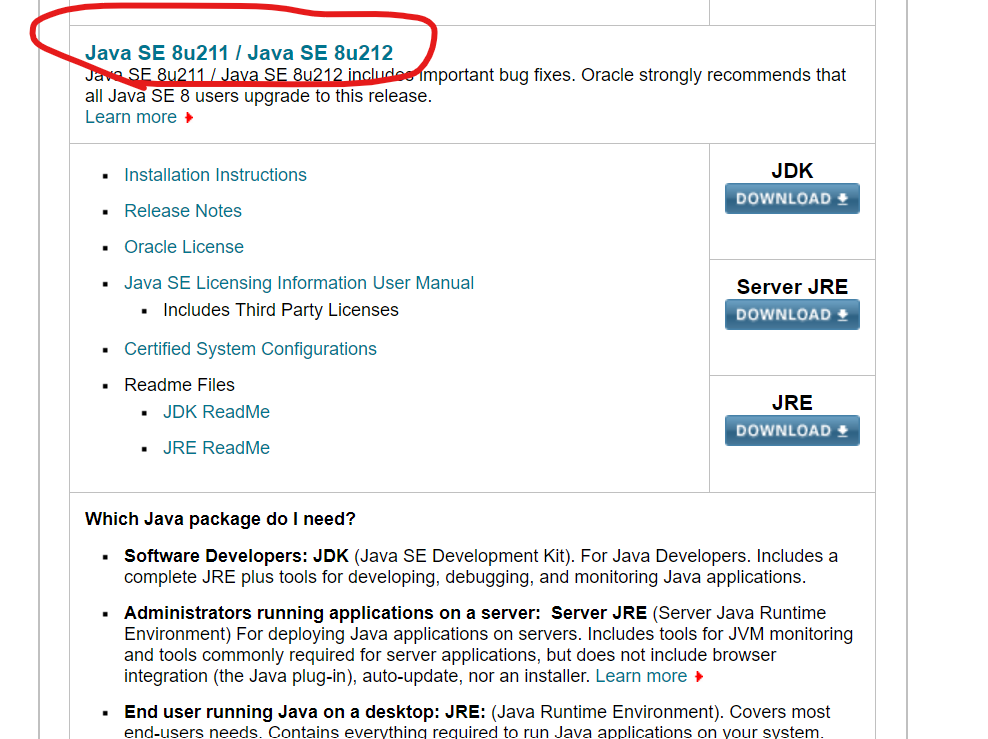 Java SE 8u211 / Java SE 8u212
Java SE 8u211 / Java SE 8u212 includes important bug fixes. Oracle strongly recommends that
all Java SE 8 users upgrade to this release.
Learn more
Installation Instructions
Release Notes
Oracle License
Java SE Licensing Information User Manual
Includes Third Party Licenses
Certified System Configurations
Readme Files
JDK ReadMe
JRE ReadMe
JDK
DOWNLOAD
Server JRE
DOWNLOAD
JRE
DOWNLOAD
Which Java package do I need?
Software Developers: JDK (Java SE Development Kit). For Java Developers. Includes a
complete JRE plus tools for developing, debugging, and monitoring Java applications.
Administrators running applications on a server: Server JRE (Server Java Runtime
Environment) For deploying Java applications on servers. Includes tools for JVM monitoring
and tools commonly required for server applications, but does not include browser
integration (the Java plug-in), auto-update, nor an installer. Learn more
End user running Java on a desktop: JRE: (Java Runtime Environment). Covers most
end-users needs. Contains everything required to run Java applications on your system.